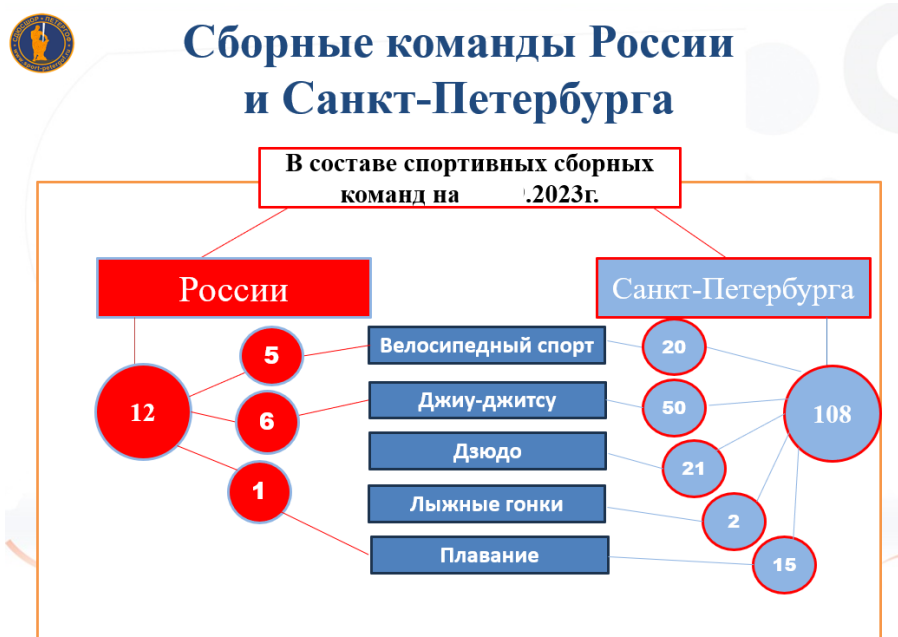 Сборные команды России
и Санкт-Петербурга
В составе спортивных сборных
команд на .2023г.
России
Санкт-Петербурга
5
Велосипедный спорт
20
12
6
Джиу-джитсу
50
108
Дзюдо
21
1
Лыжные гонки
2
Плавание
15